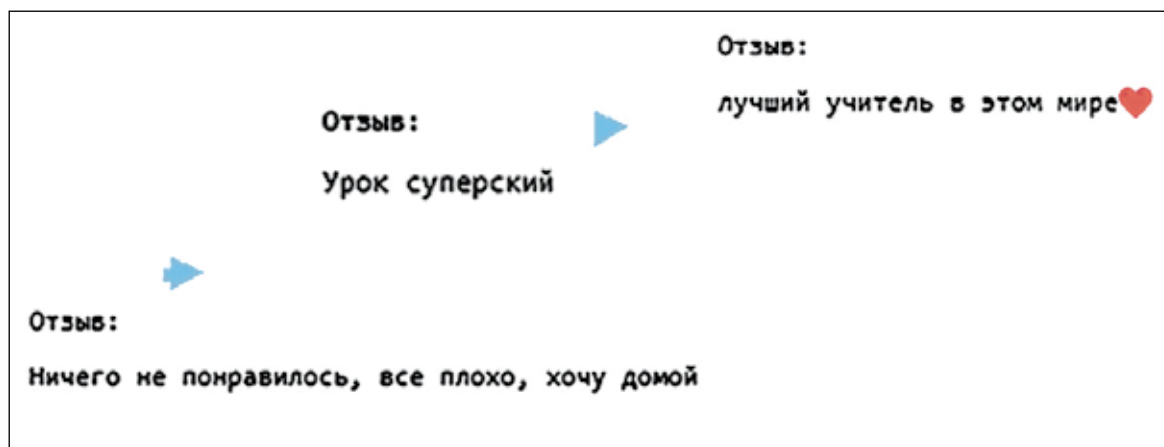 Отзыв:
лучший учитель в этом мире❤
Отзыв:
Урок суперский
Отзыв:
Ничего не понравилось, все плохо, хочу домой